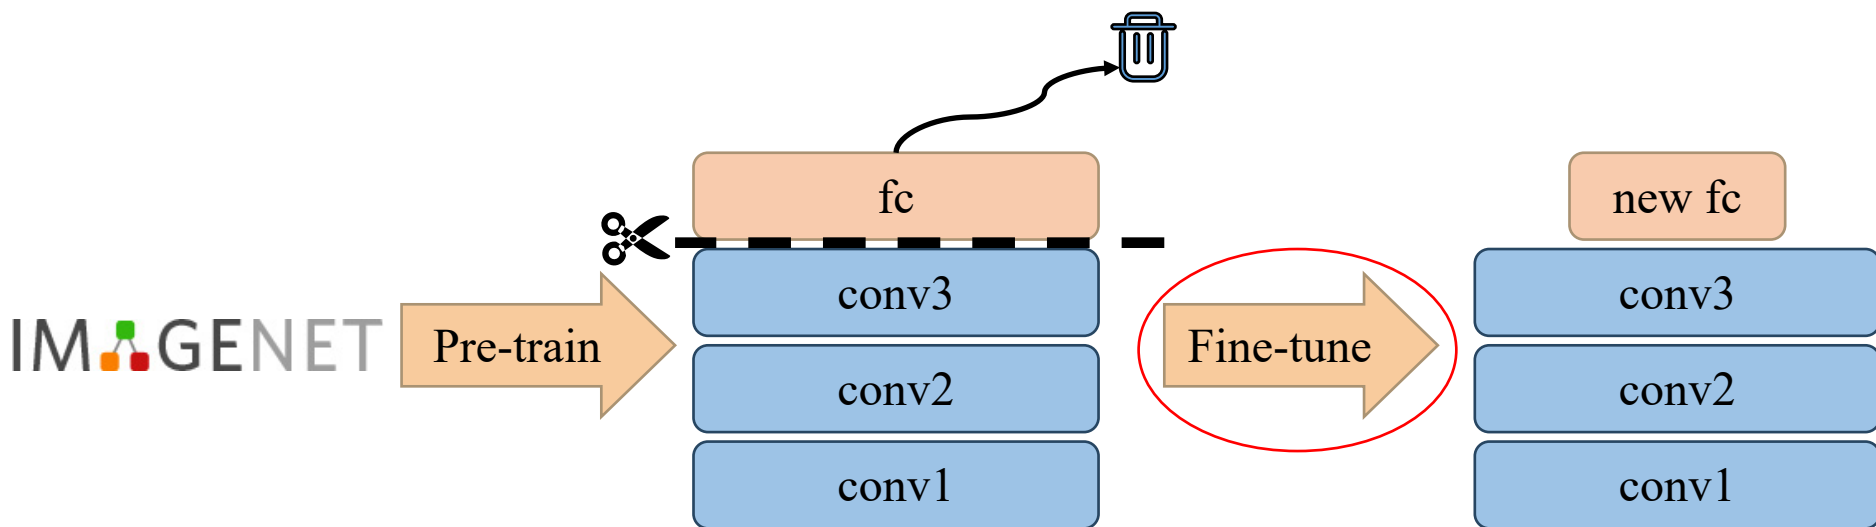 IMAGENET
Pre-train
fc
conv3
conv2
conv1
Fine-tune
new fc
conv3
conv2
conv1